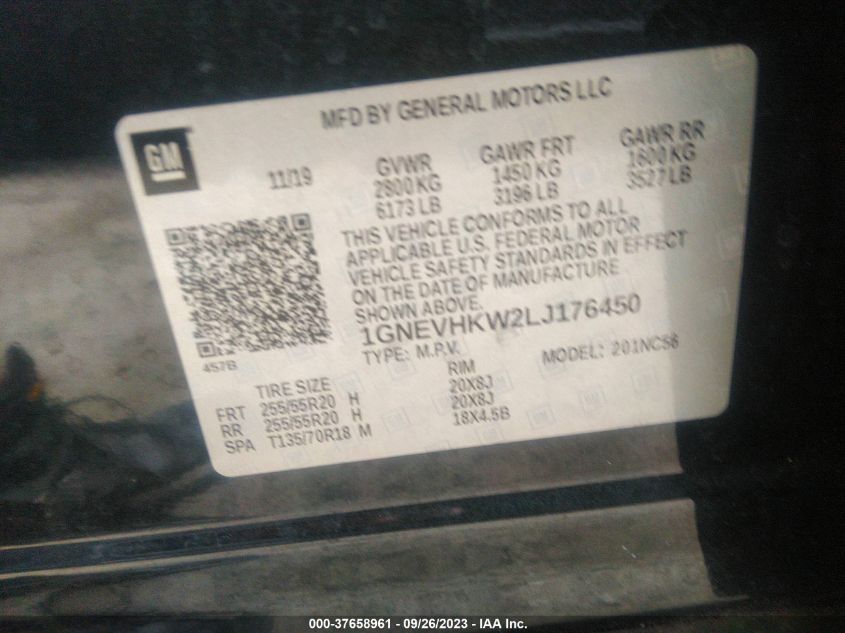 MFD BY GENERAL MOTORS LLC
GM
11/19
GVWR GAWR FRT GAWR RR
2800 KG 1450 KG 1600 KG
6173 LB 3196 LB 3527 LB
THIS VEHICLE CONFORMS TO ALL
APPLICABLE U.S. FEDERAL MOTOR
VEHICLE SAFETY STANDARDS IN EFFECT
ON THE DATE OF MANUFACTURE
SHOWN ABOVE.
1GNEVHKW2LJ176450
457B
TYPE: M.P.V. MODEL: 201NC56
TIRE SIZE RIM
FRT 255/55R20 H 20X8J
RR 255/55R20 H 20X8J
SPA T135/70R18 M 18X4.5B
000-37658961 - 09/26/2023 - IAA Inc.